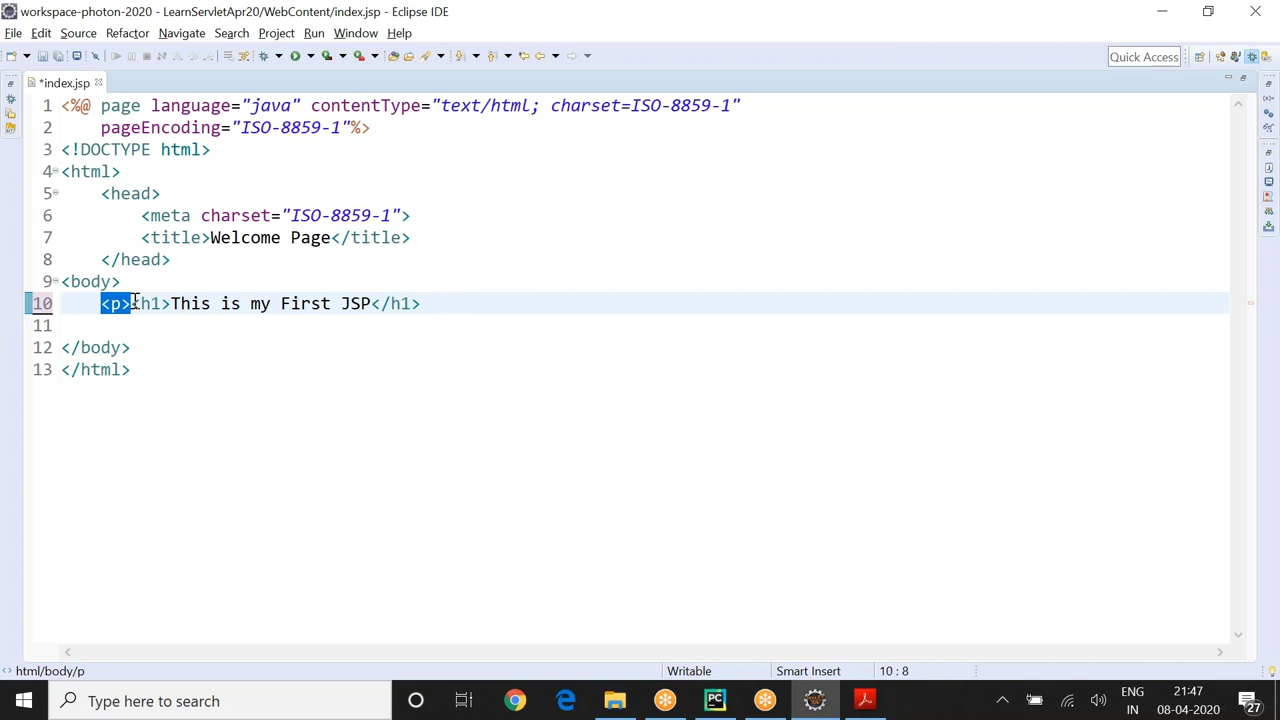 workspace-photon-2020 - LearnServletApr20/WebContent/index.jsp - Eclipse IDE
File Edit Source Refactor Navigate Search Project Run Window Help
Quick Access
*index.jsp
1 <%@ page language="java" contentType="text/html; charset=ISO-8859-1"
2 pageEncoding="ISO-8859-1"%>
3 <!DOCTYPE html>
4 <html>
5 <head>
6 <meta charset="ISO-8859-1">
7 <title>Welcome Page</title>
8 </head>
9 <body>
10 <p><h1>This is my First JSP</h1>
11
12 </body>
13 </html>
html/body/p Writable Smart Insert 10 : 8
Type here to search
PC
ENG 21:47
IN 08-04-2020 27